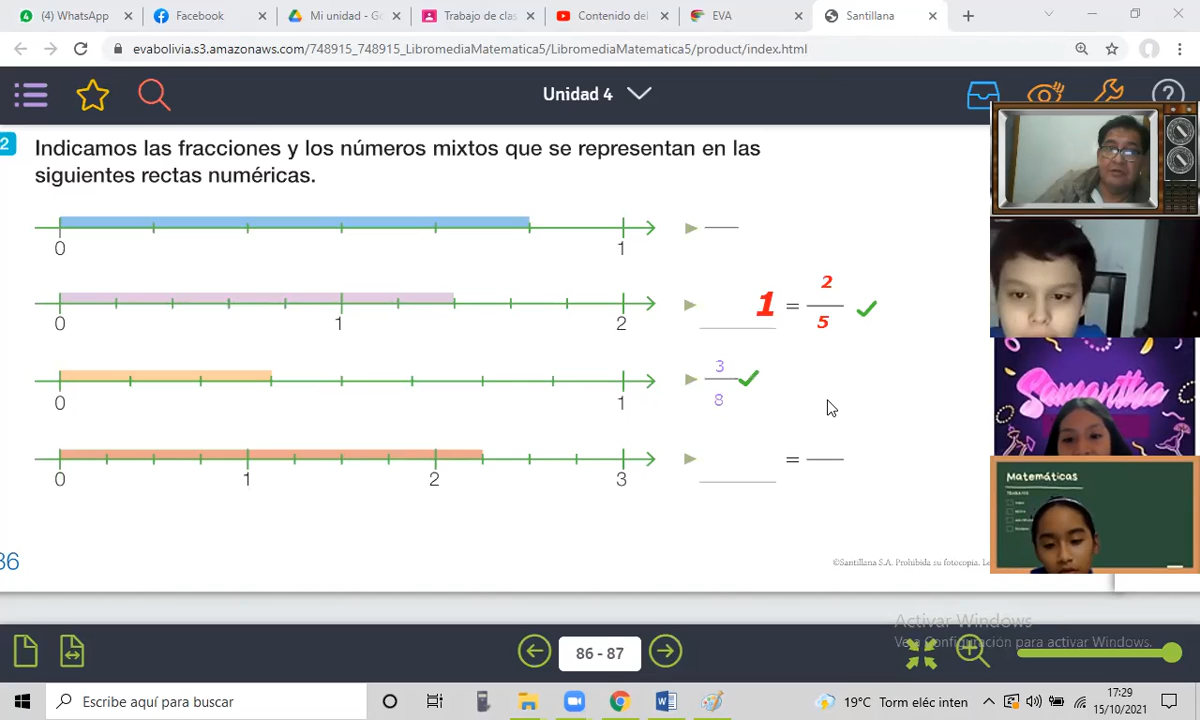 (4) WhatsApp
Facebook
Mi unidad - Go
Trabajo de clas
Contenido del
EVA
Santillana
evabolivia.s3.amazonaws.com/748915_748915_LibromediaMatematica5/LibromediaMatematica5/product/index.html
Unidad 4
2 Indicamos las fracciones y los números mixtos que se representan en las
siguientes rectas numéricas.
0 1
0 1 2
1 = 2
5
0 1
3
8
0 1 2 3
=
Samantha
Matemáticas
86
©Santillana S.A. Prohibida su fotocopia. Le
Activar Windows
Ve a Configuración para activar Windows.
86 - 87
Escribe aquí para buscar
19°C Torm eléc inten
17:29
15/10/2021